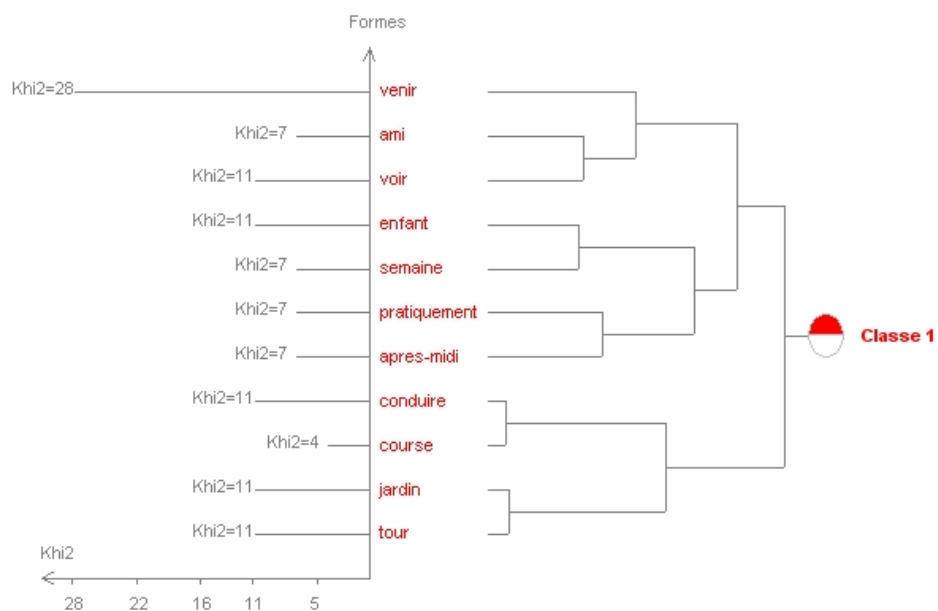 Formes
Khi2=28 venir
Khi2=7 ami
Khi2=11 voir
Khi2=11 enfant
Khi2=7 semaine
Khi2=7 pratiquement
Khi2=7 apres-midi
Classe 1
Khi2=11 conduire
Khi2=4 course
Khi2=11 jardin
Khi2=11 tour
Khi2
28 22 16 11 5